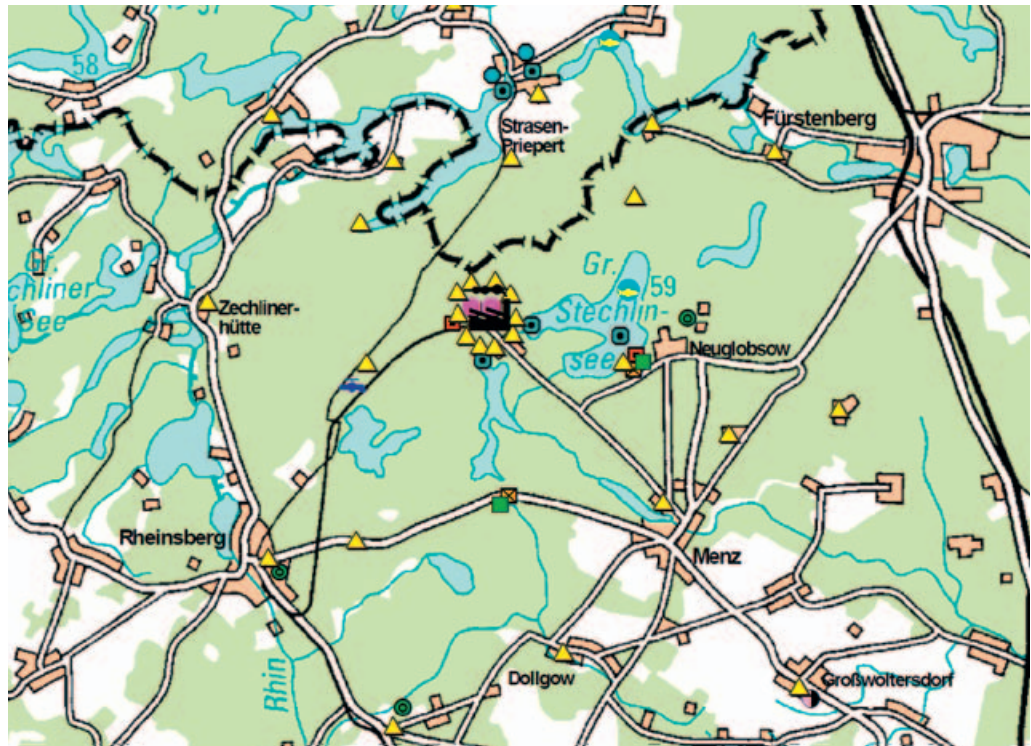 58
Strasen-
Priepert
Fürstenberg
Gr.
chliner
See
Gr.
59
Stechlin-
see
Zechliner-
hütte
Neuglobsow
Rheinsberg
Menz
Rhin
Dollgow
Großwoltersdorf